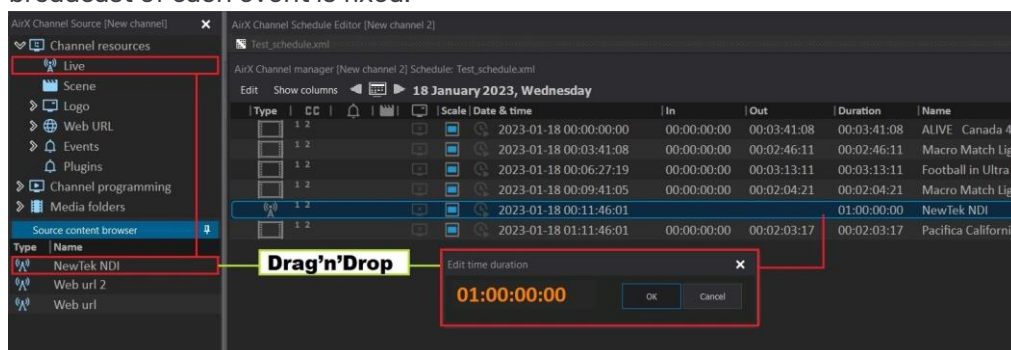 broadcast of each event is fixed.
AirX Channel Source [New channel]
Channel resources
Live
Scene
Logo
Web URL
Events
Plugins
Channel programming
Media folders
Source content browser
Type Name
NewTek NDI
Web url 2
Web url
AirX Channel Schedule Editor [New channel 2]
Test_schedule.xml
AirX Channel manager [New channel 2] Schedule: Test_schedule.xml
Edit Show columns 18 January 2023, Wednesday
Type CC Scale Date & time In Out Duration Name
1 2 2023-01-18 00:00:00:00 00:00:00:00 00:03:41:08 00:03:41:08 ALIVE Canada 4
1 2 2023-01-18 00:03:41:08 00:00:00:00 00:02:46:11 00:02:46:11 Macro Match Lig
1 2 2023-01-18 00:06:27:19 00:00:00:00 00:03:13:11 00:03:13:11 Football in Ultra
1 2 2023-01-18 00:09:41:05 00:00:00:00 00:02:04:21 00:02:04:21 Macro Match Lig
1 2 2023-01-18 00:11:46:01 01:00:00:00 NewTek NDI
1 2 2023-01-18 01:11:46:01 00:00:00:00 00:02:03:17 00:02:03:17 Pacifica Californi
Drag'n'Drop
Edit time duration
01:00:00:00 OK Cancel